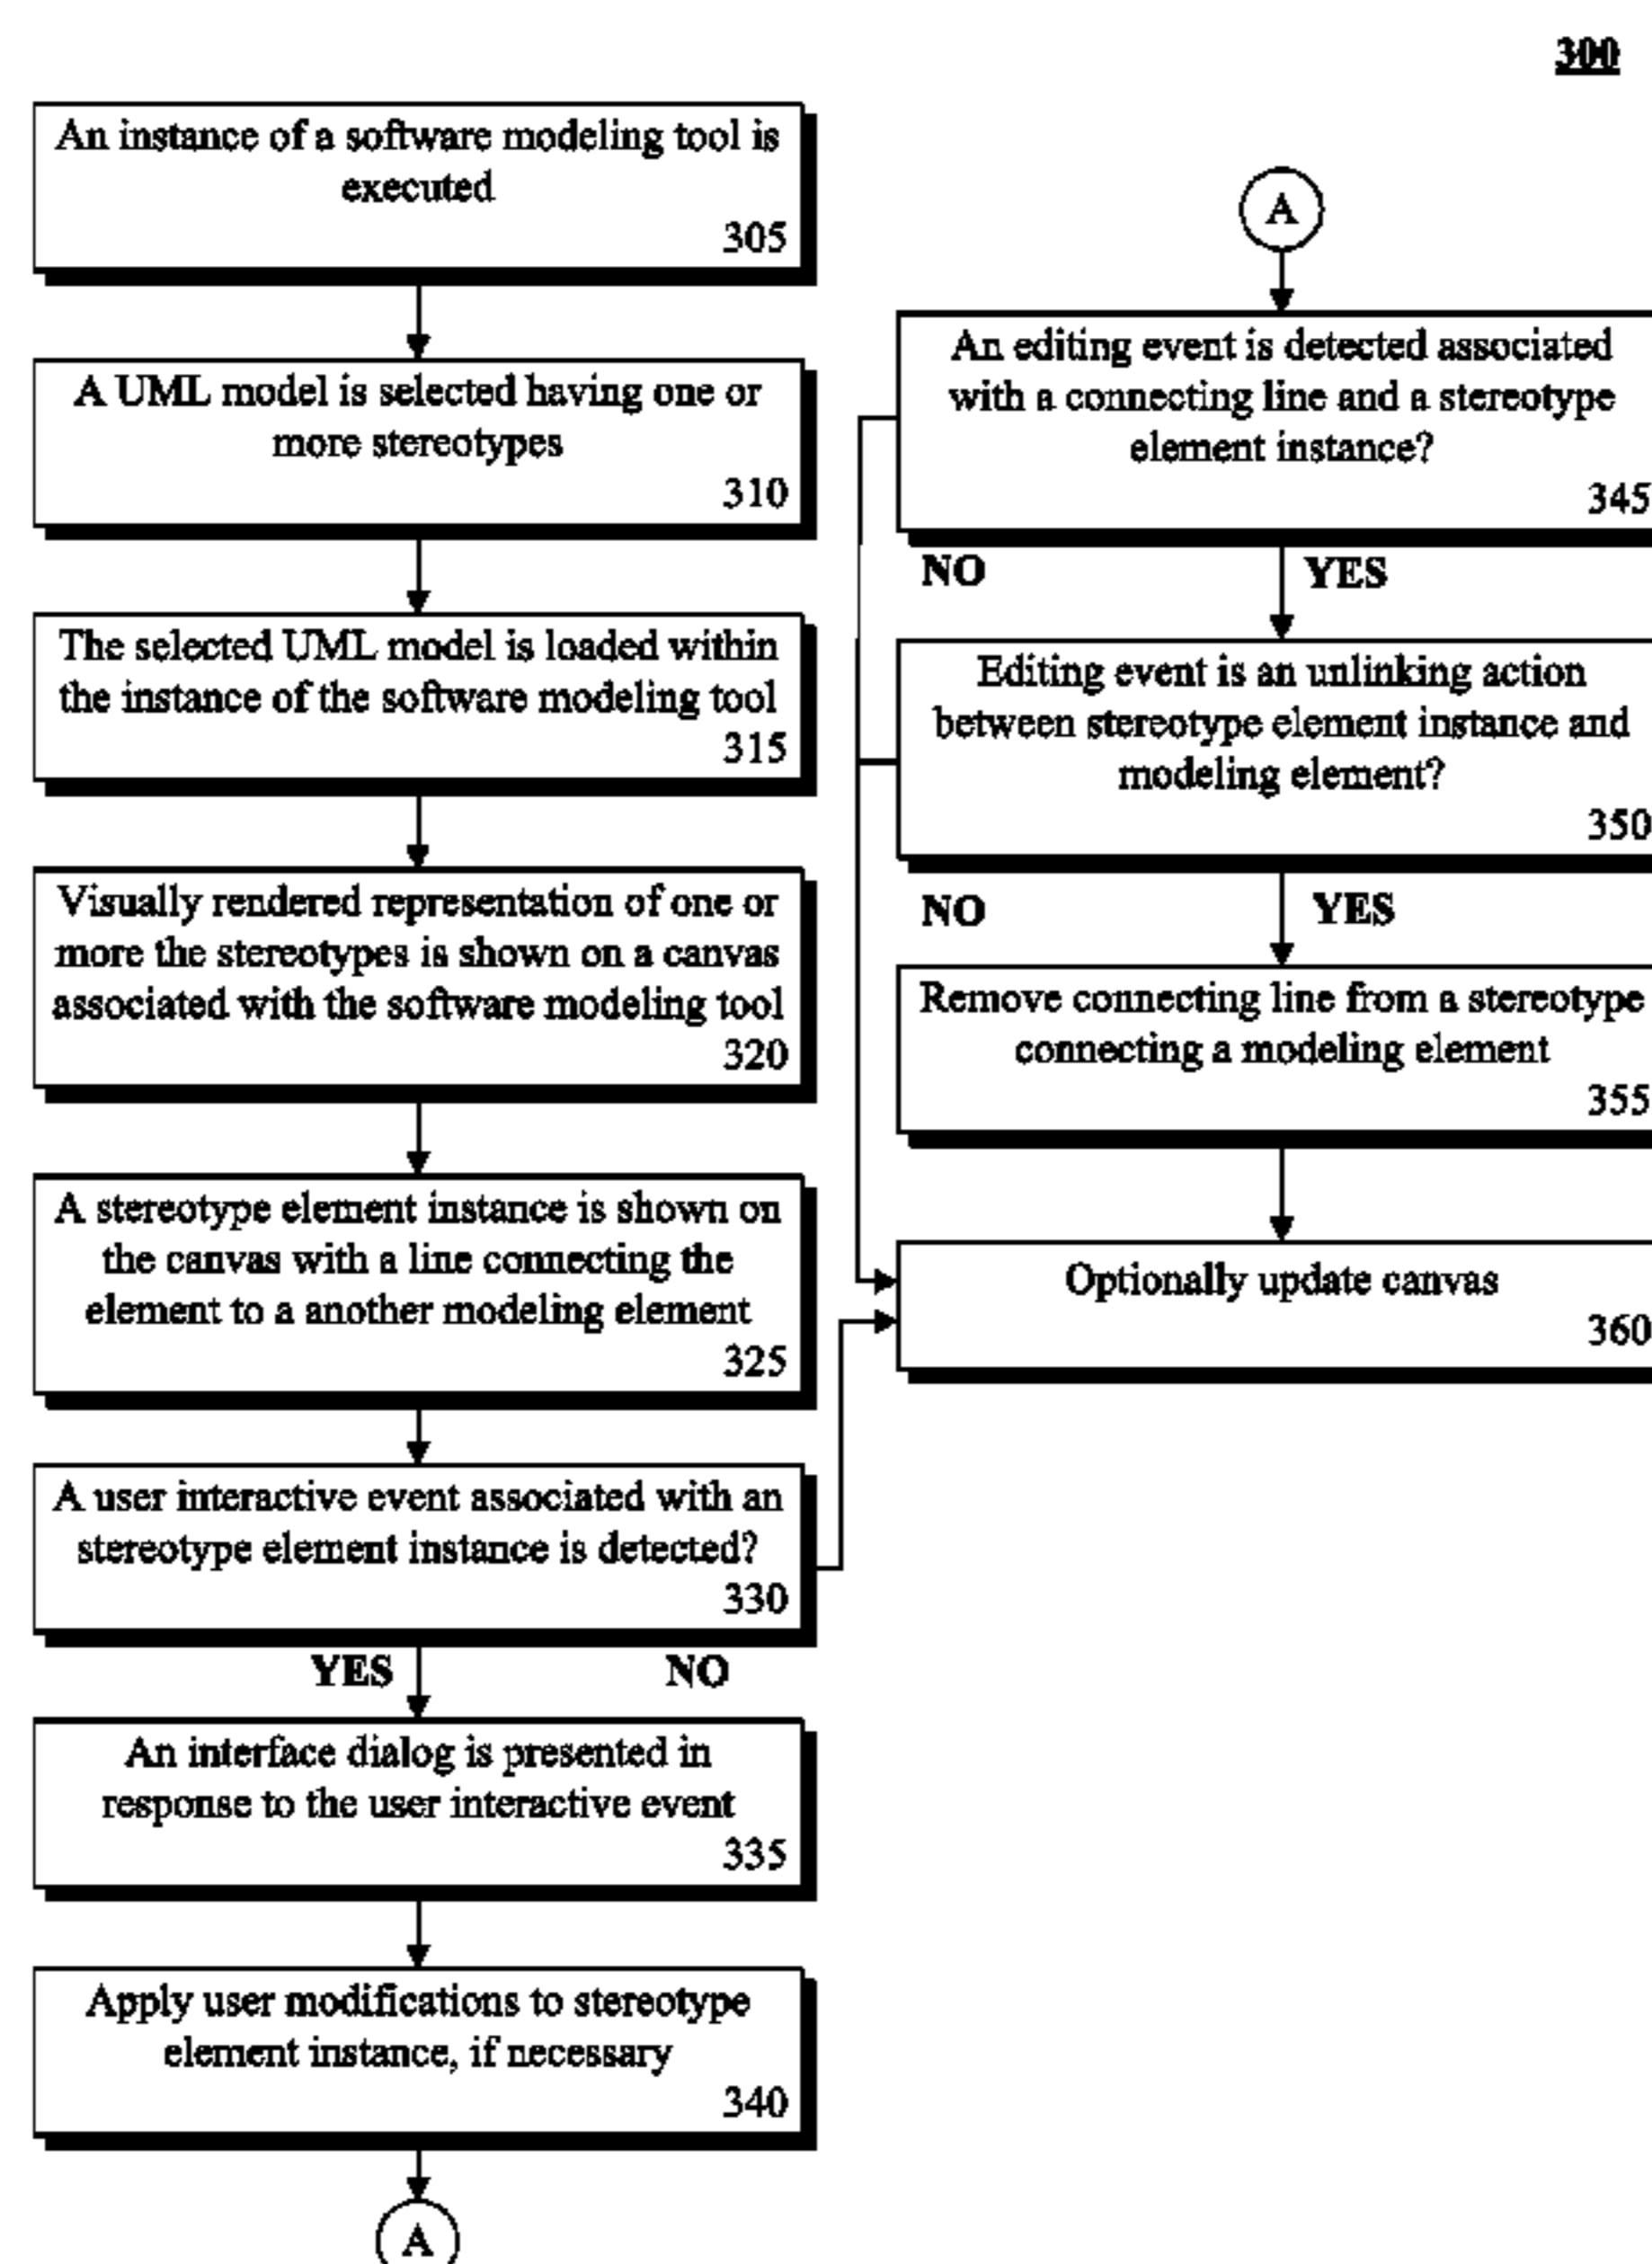 300
An instance of a software modeling tool is
executed
305
A UML model is selected having one or
more stereotypes
310
The selected UML model is loaded within
the instance of the software modeling tool
315
Visually rendered representation of one or
more the stereotypes is shown on a canvas
associated with the software modeling tool
320
A stereotype element instance is shown on
the canvas with a line connecting the
element to a another modeling element
325
A user interactive event associated with an
stereotype element instance is detected?
330
YES
NO
An interface dialog is presented in
response to the user interactive event
335
Apply user modifications to stereotype
element instance, if necessary
340
A
A
An editing event is detected associated
with a connecting line and a stereotype
element instance?
345
NO
YES
Editing event is an unlinking action
between stereotype element instance and
modeling element?
350
NO
YES
Remove connecting line from a stereotype
connecting a modeling element
355
Optionally update canvas
360